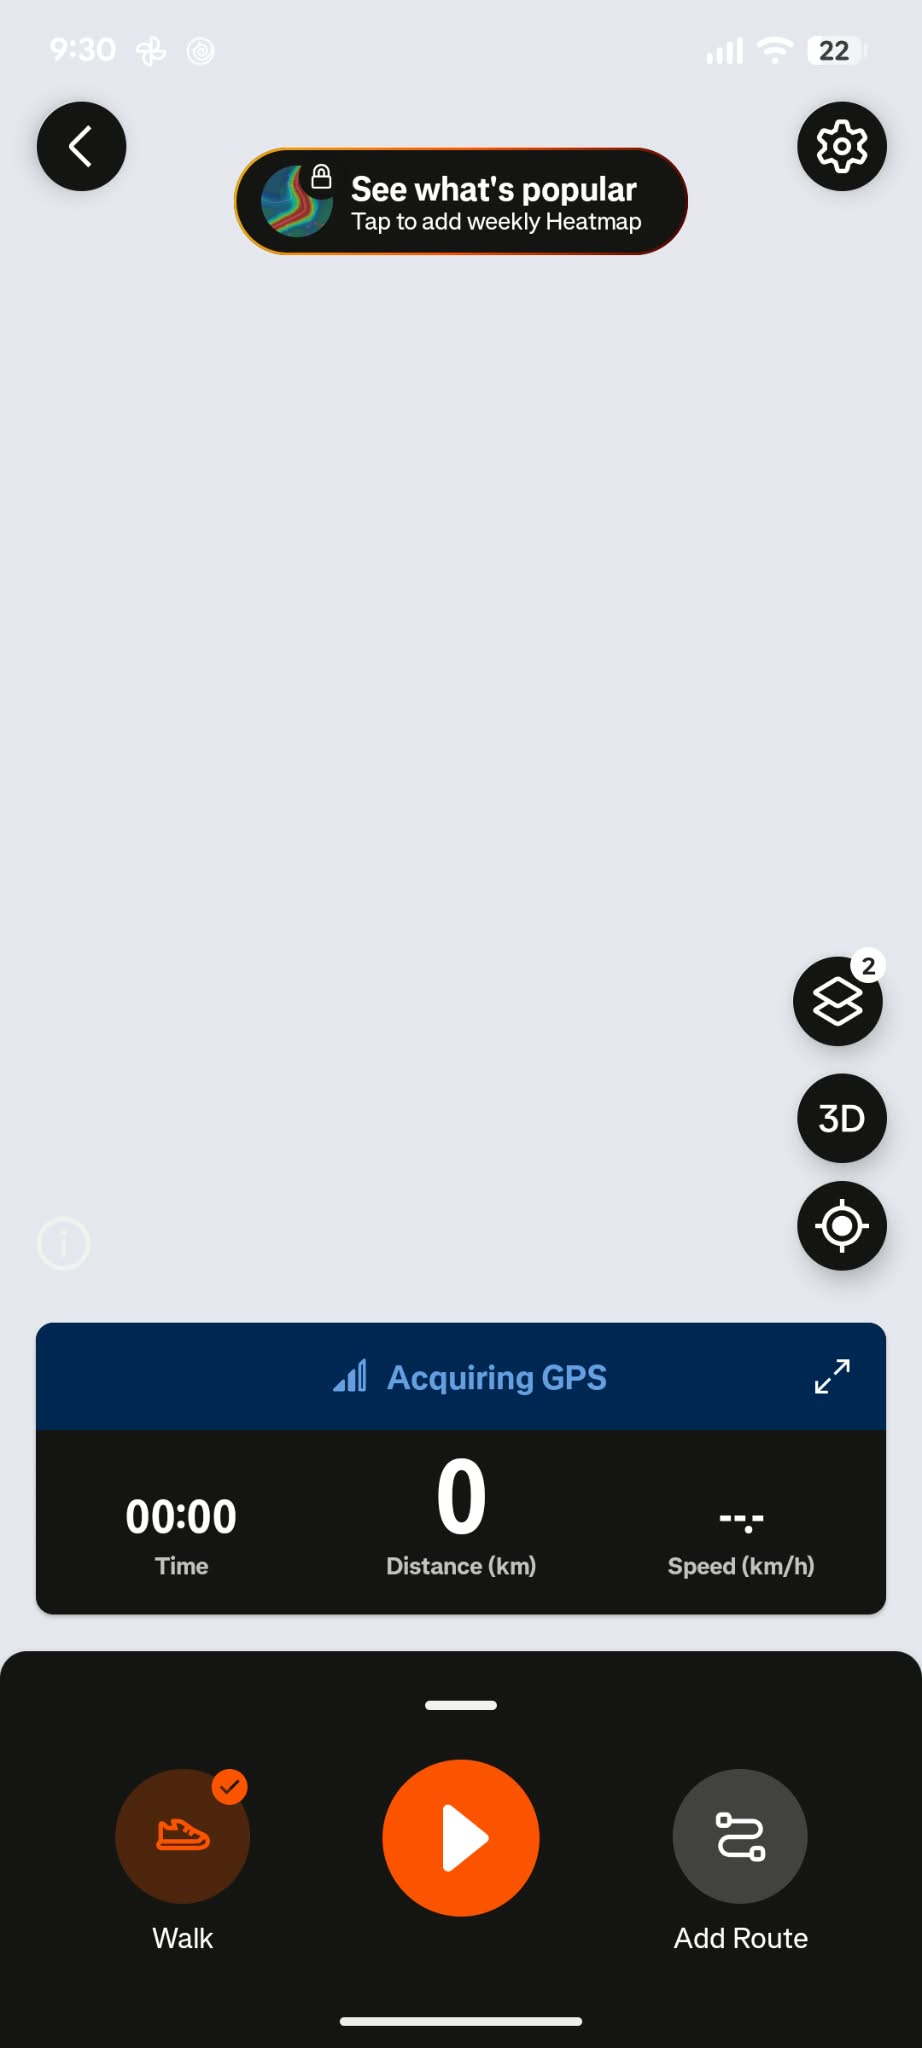 9:30
22
See what's popular
Tap to add weekly Heatmap
2
3D
Acquiring GPS
00:00
Time
0
Distance (km)
--.-
Speed (km/h)
Walk
Add Route